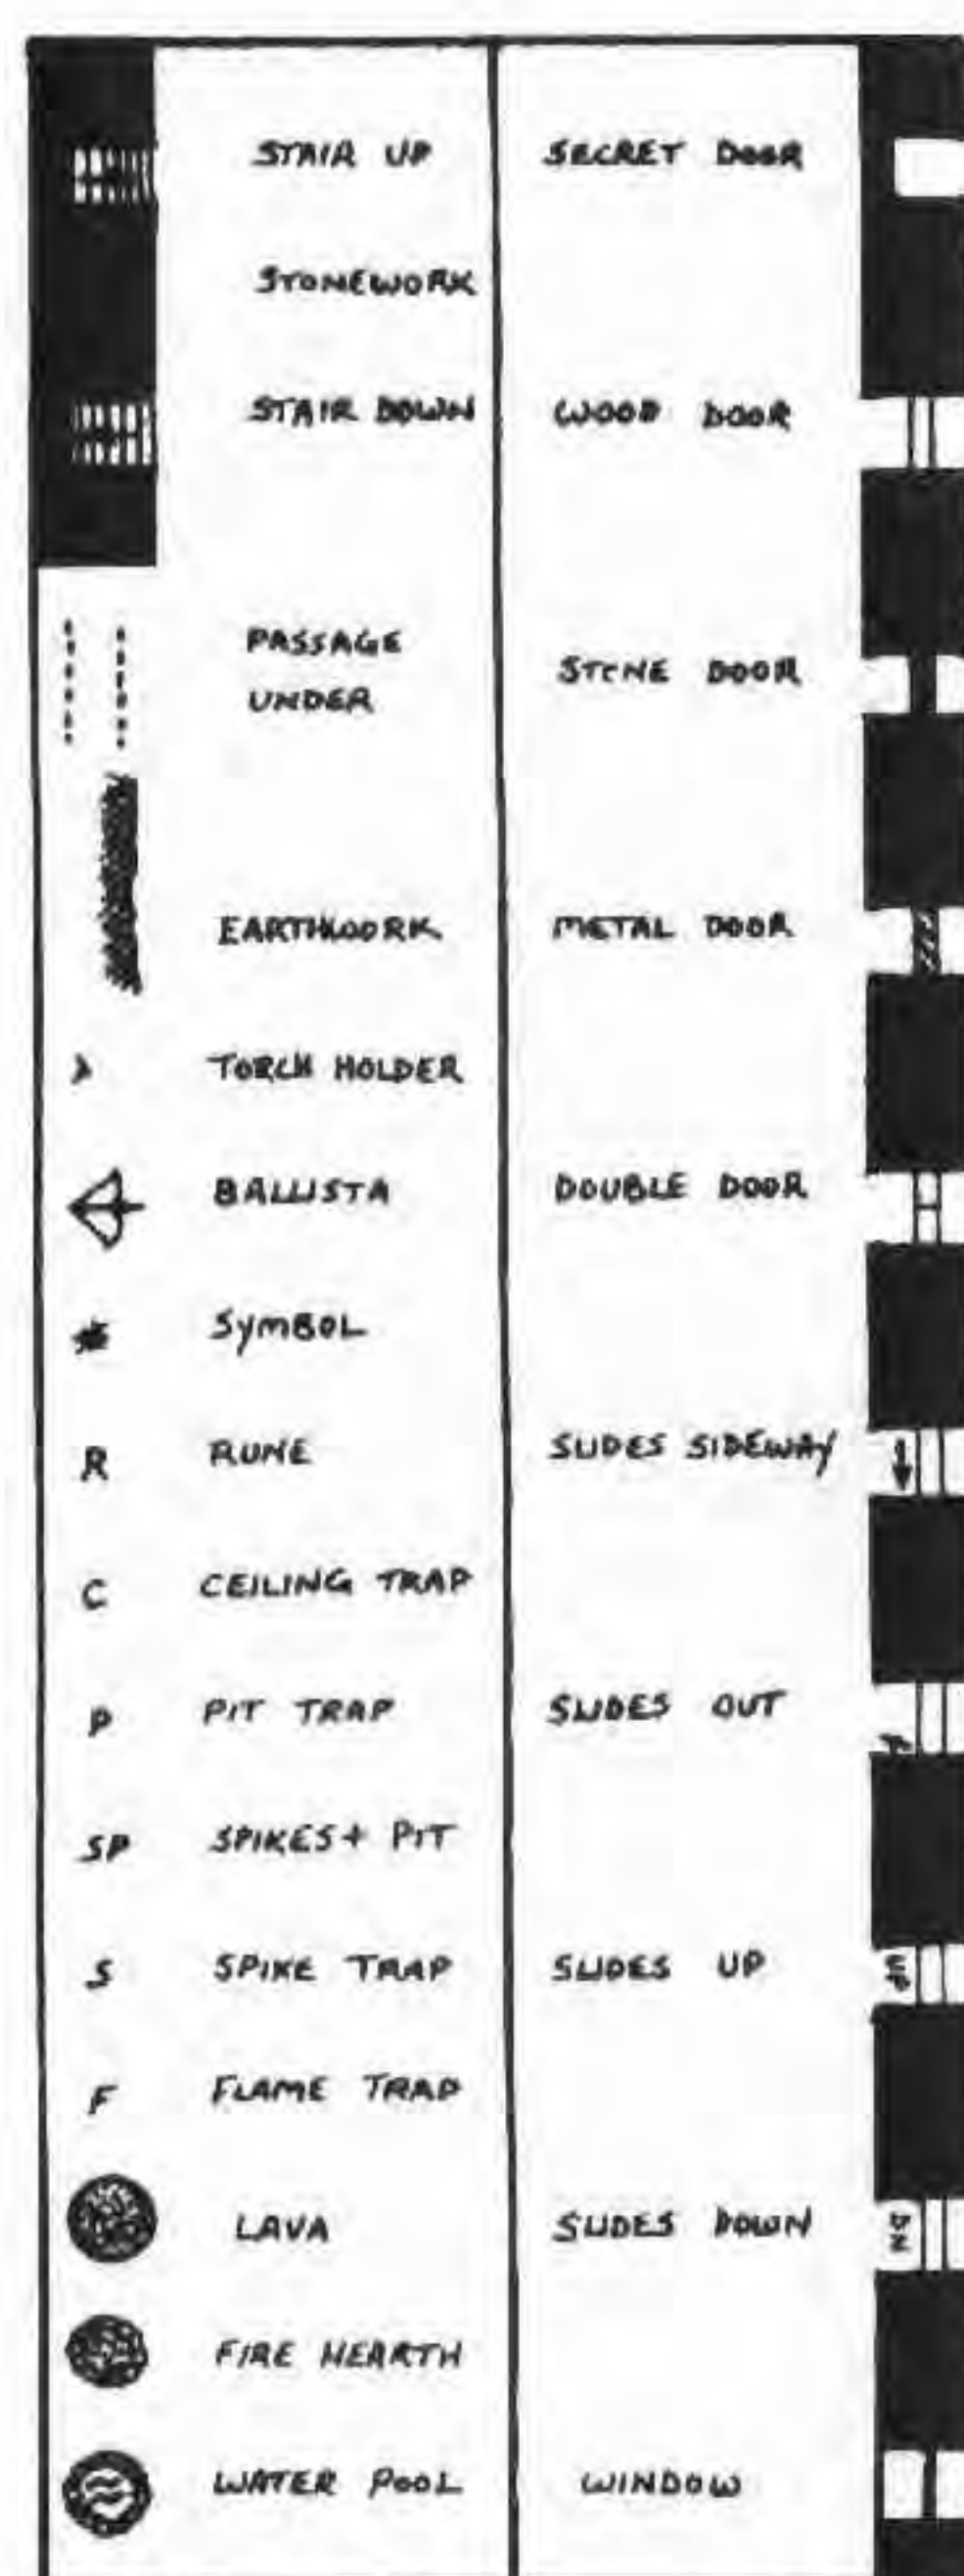 STAIR UP
STONEWORK
STAIR DOWN
PASSAGE
UNDER
EARTHWORK
TORCH HOLDER
BALLISTA
SYMBOL
R RUNE
C CEILING TRAP
P PIT TRAP
SP SPIKES + PIT
S SPIKE TRAP
F FLAME TRAP
LAVA
FIRE HEARTH
WATER POOL
SECRET DOOR
WOOD DOOR
STONE DOOR
METAL DOOR
DOUBLE DOOR
SLIDES SIDEWAY
SLIDES OUT
SLIDES UP UP
SLIDES DOWN DN
WINDOW